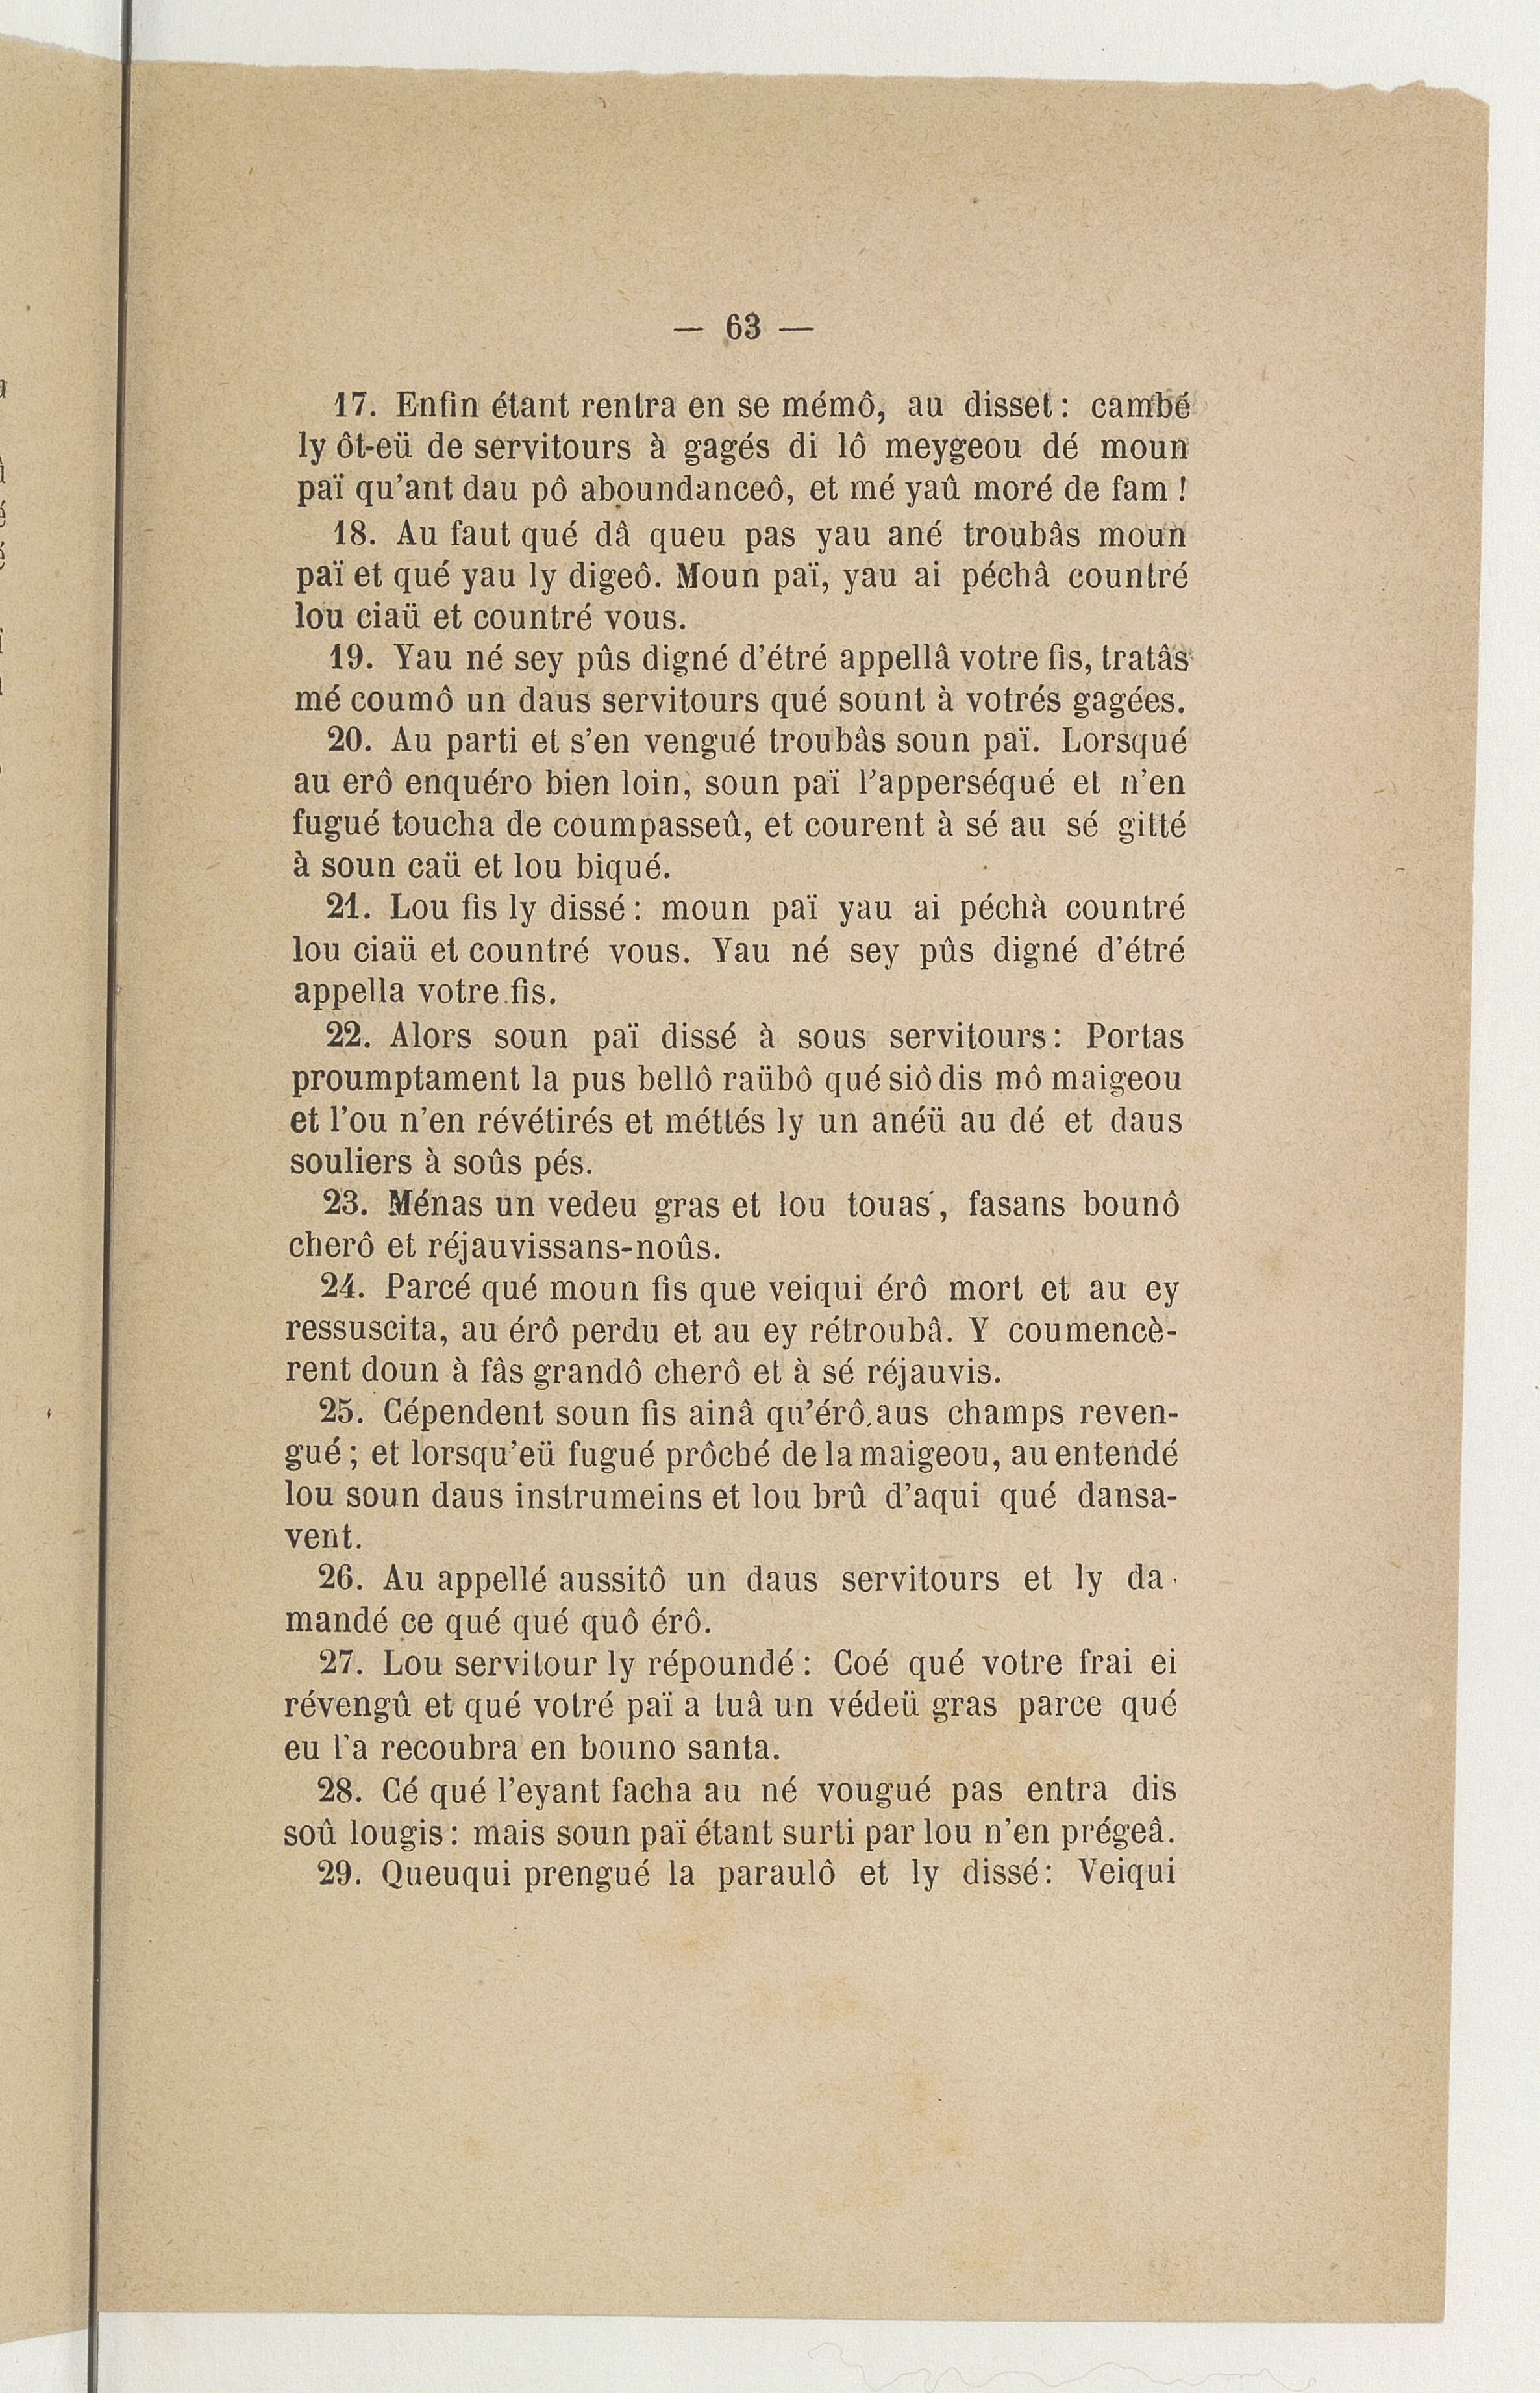 — 63 —
17. Enfin étant rentra en se mémô, au disset : cambé
ly ôt-eü de servitours à gagés di lô meygeou dé moun
paï qu'ant dau pô aboundanceô, et mé yaû moré de fam !
18. Au faut qué dâ queu pas yau ané troubâs moun
paï et qué yau ly digeô. Moun paï, yau ai péchâ countré
lou ciaü et countré vous.
19. Yau né sey pûs digné d'étré appellâ votre fis, tratâs
mé coumô un daus servitours qué sount à votrés gagées.
20. Au parti et s'en vengué troubâs soun paï. Lorsqué
au erô enquéro bien loin, soun paï l'apperséqué et n'en
fugué toucha de coumpasseû, et courent à sé au sé gitté
à soun caü et lou biqué.
21. Lou fis ly dissé : moun paï yau ai péchà countré
lou ciaü et countré vous. Yau né sey pûs digné d'étré
appella votre fis.
22. Alors soun paï dissé à sous servitours : Portas
proumptament la pus bellô raübô qué siô dis mô maigeou
et l'ou n'en révétirés et méttés ly un anéü au dé et daus
souliers à soûs pés.
23. Ménas un vedeu gras et lou touas', fasans bounô
cherô et réjauvissans-noûs.
24. Parcé qué moun fis que veiqui érô mort et au ey
ressuscita, au érô perdu et au ey rétroubâ. Y coumencè-
rent doun à fâs grandô cherô et à sé réjauvis.
25. Cépendent soun fis ainâ qu'érô aus champs reven-
gué ; et lorsqu'eü fugué prôché de la maigeou, au entendé
lou soun daus instrumeins et lou brû d'aqui qué dansa-
vent.
26. Au appellé aussitô un daus servitours et ly da-
mandé ce qué qué quô érô.
27. Lou servitour ly répoundé : Coé qué votre frai ei
révengû et qué votré paï a tuâ un védeü gras parce qué
eu l'a recoubra en bouno santa.
28. Cé qué l'eyant facha au né vougué pas entra dis
soû lougis : mais soun paï étant surti par lou n'en prégeâ.
29. Queuqui prengué la paraulô et ly dissé : Veiqui